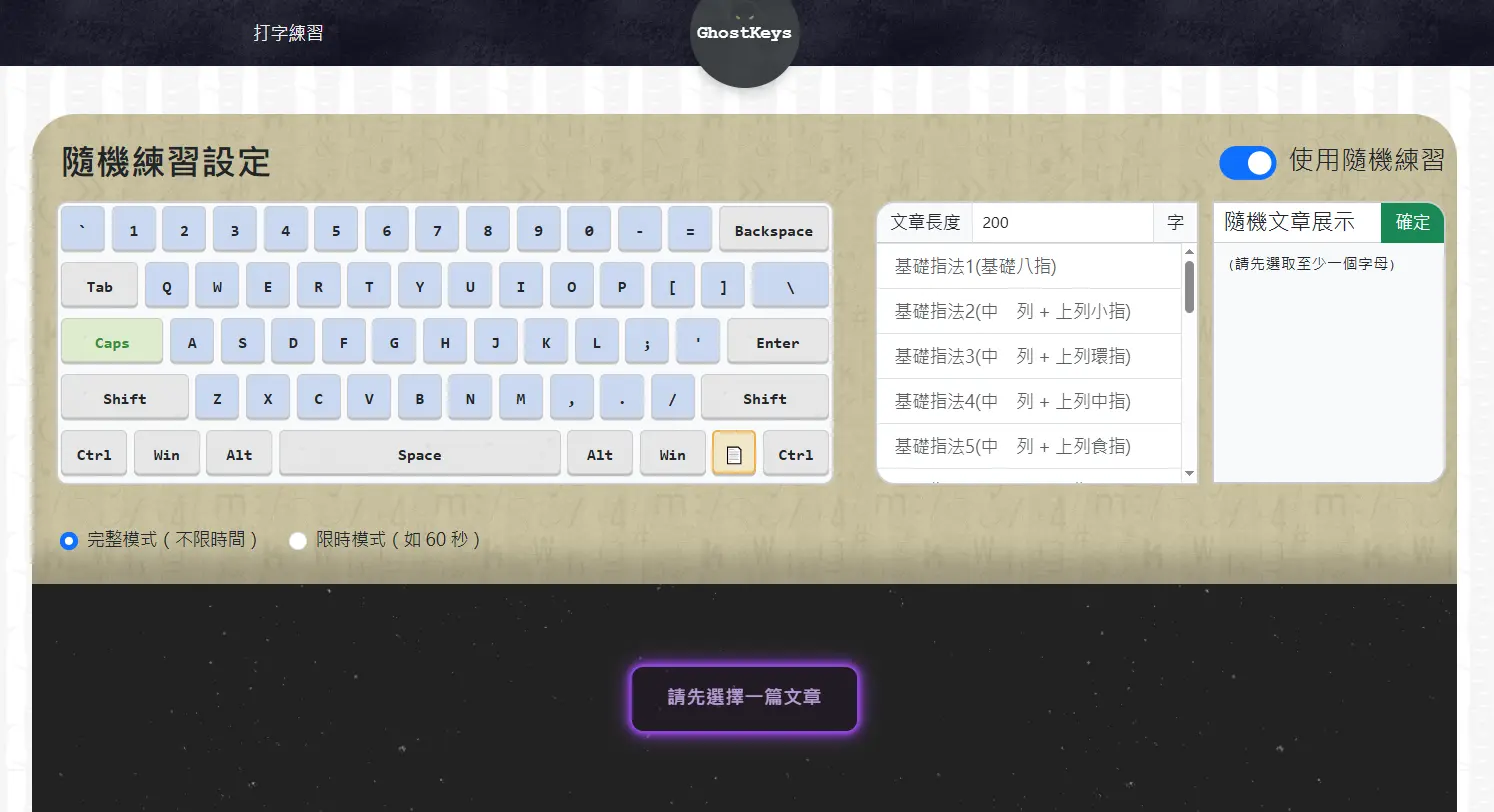 打字練習
GhostKeys
隨機練習設定
使用隨機練習
` 1 2 3 4 5 6 7 8 9 0 - = Backspace
Tab Q W E R T Y U I O P [ ] \
Caps A S D F G H J K L ; ' Enter
Shift Z X C V B N M , . / Shift
Ctrl Win Alt Space Alt Win Ctrl
文章長度 200 字
基礎指法1(基礎八指)
基礎指法2(中　列 + 上列小指)
基礎指法3(中　列 + 上列環指)
基礎指法4(中　列 + 上列中指)
基礎指法5(中　列 + 上列食指)
隨機文章展示 確定
(請先選取至少一個字母)
完整模式 ( 不限時間 ) 限時模式 ( 如 60 秒 )
請先選擇一篇文章